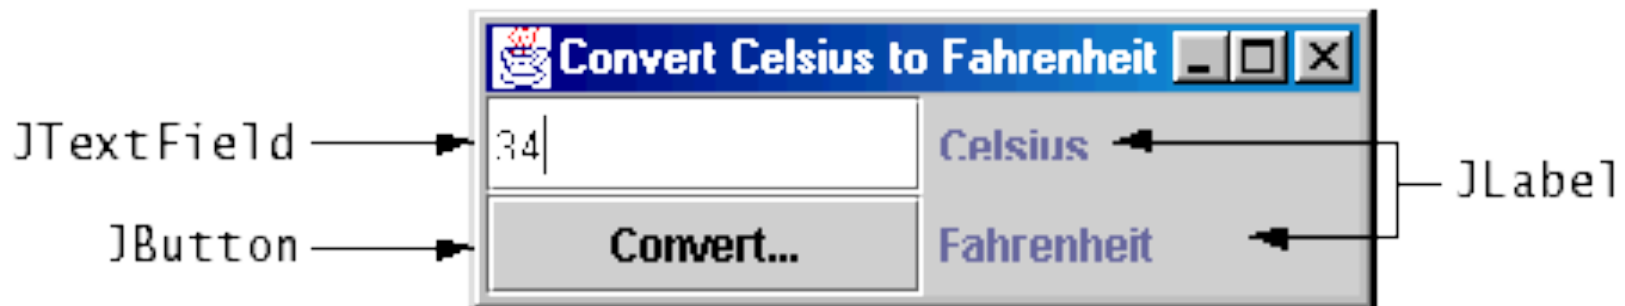 Convert Celsius to Fahrenheit
JTextField 34 Celsius
JLabel
JButton Convert... Fahrenheit